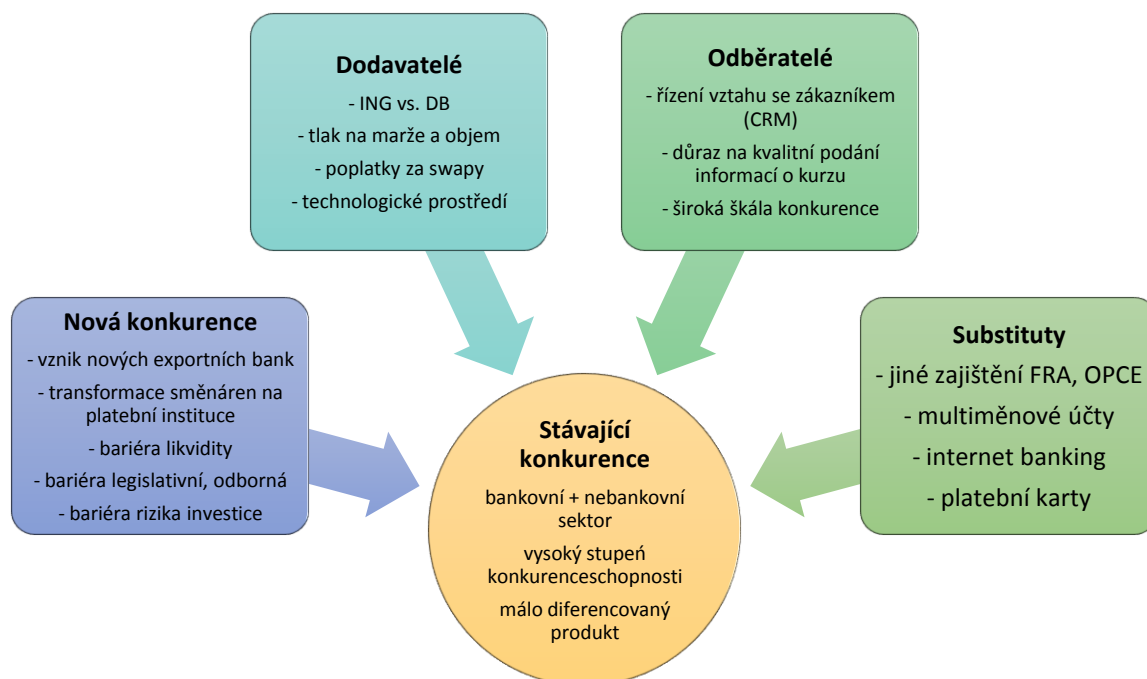 Dodavatelé
- ING vs. DB
- tlak na marže a objem
- poplatky za swapy
- technologické prostředí
Odběratelé
- řízení vztahu se zákazníkem
(CRM)
- důraz na kvalitní podání
informací o kurzu
- široká škála konkurence
Nová konkurence
- vznik nových exportních bank
- transformace směnáren na
platební instituce
- bariéra likvidity
- bariéra legislativní, odborná
- bariéra rizika investice
Stávající
konkurence
bankovní + nebankovní
sektor
vysoký stupeň
konkurenceschopnosti
málo diferencovaný
produkt
Substituty
- jiné zajištění FRA, OPCE
- multiměnové účty
- internet banking
- platební karty